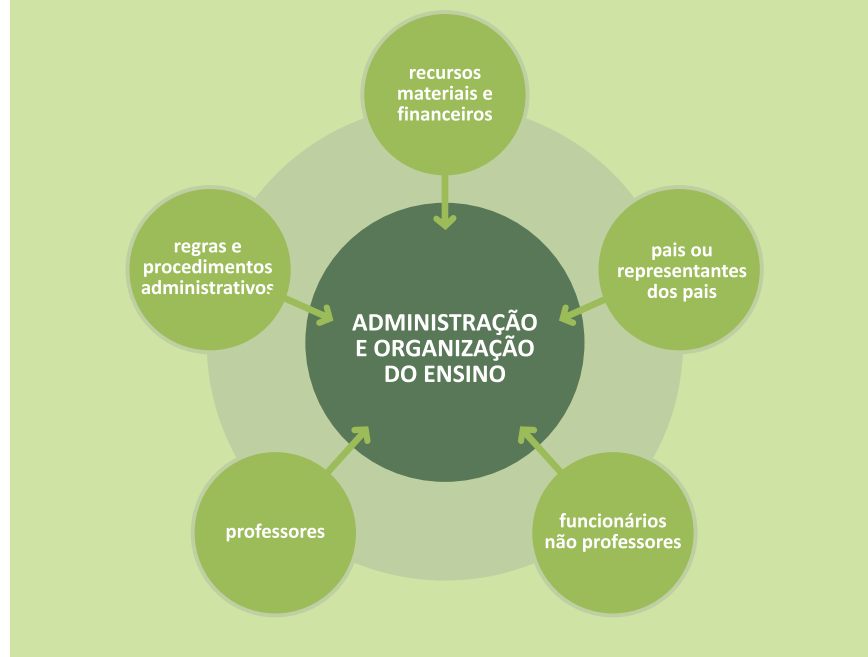 recursos
materiais e
financeiros
regras e
procedimentos
administrativos
pais ou
representantes
dos pais
ADMINISTRAÇÃO
E ORGANIZAÇÃO
DO ENSINO
professores
funcionários
não professores